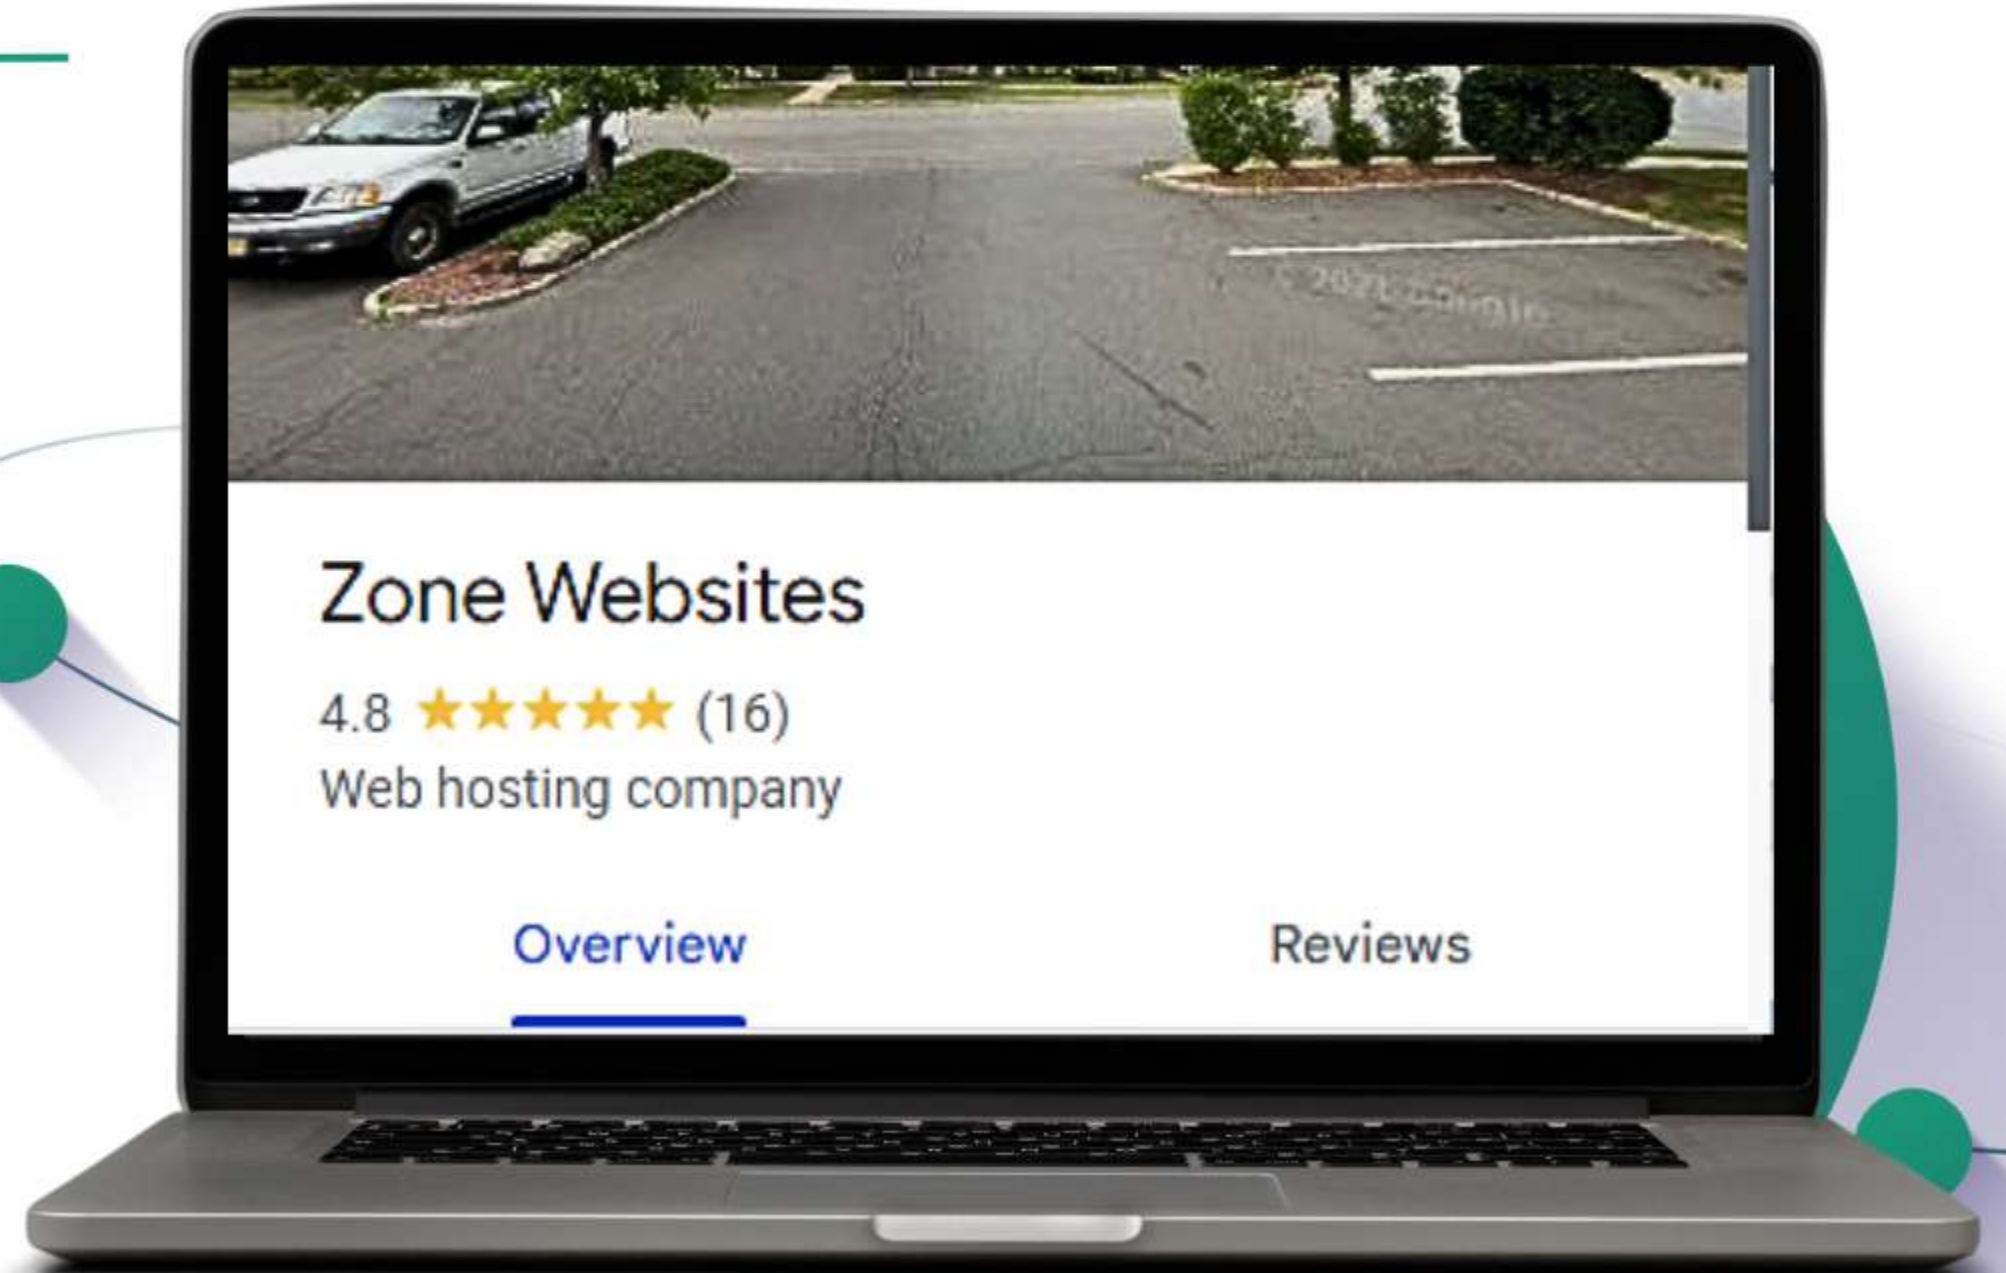 Zone Websites
4.8 ★★★★★ (16)
Web hosting company
Overview
Reviews